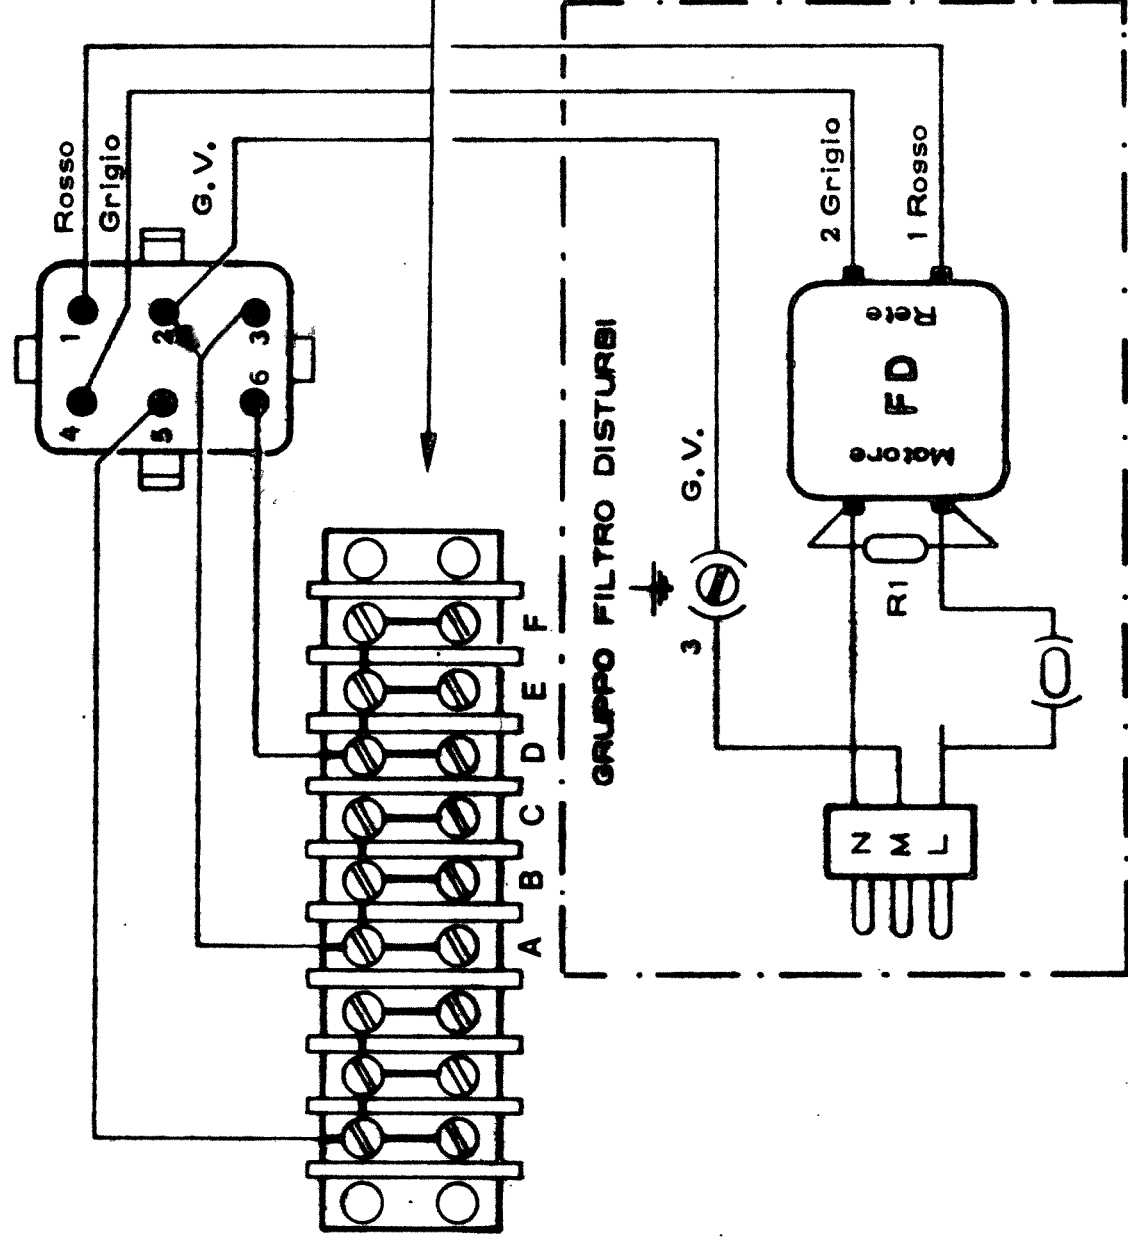 Rosso
Grigio
G. V.
1
2
3
4
5
6
F
E
D
C
B
A
GRUPPO FILTRO DISTURBI
2 Grigio
1 Rosso
Rete
FD
Motore
G. V.
3
R1
N
M
L